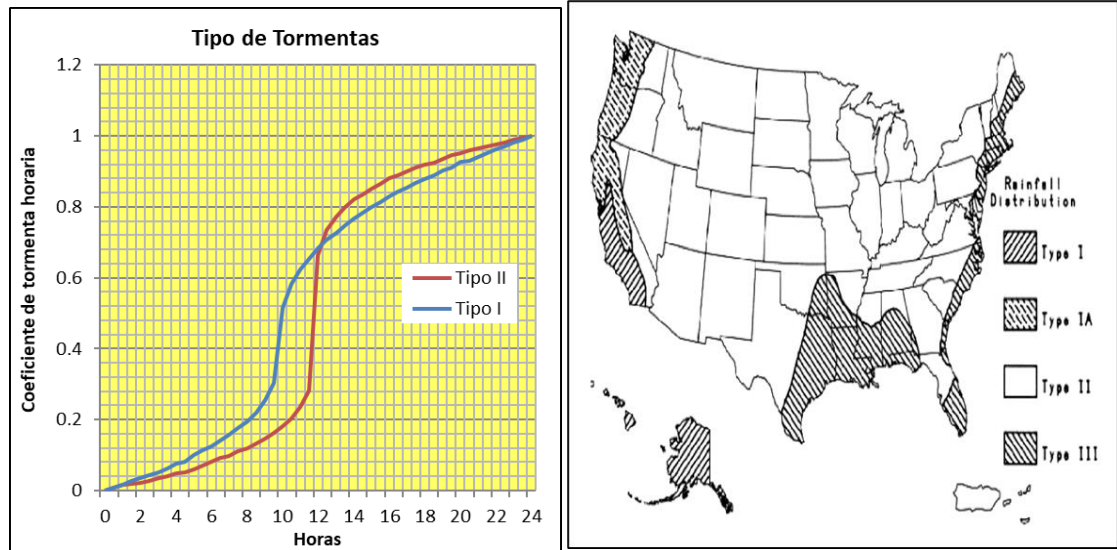 Tipo de Tormentas
Coeficiente de tormenta horaria
1.2
1
0.8
0.6
0.4
0.2
0
Tipo II
Tipo I
0 2 4 6 8 10 12 14 16 18 20 22 24
Horas
Rainfall
Distribution
Type I
Type IA
Type II
Type III